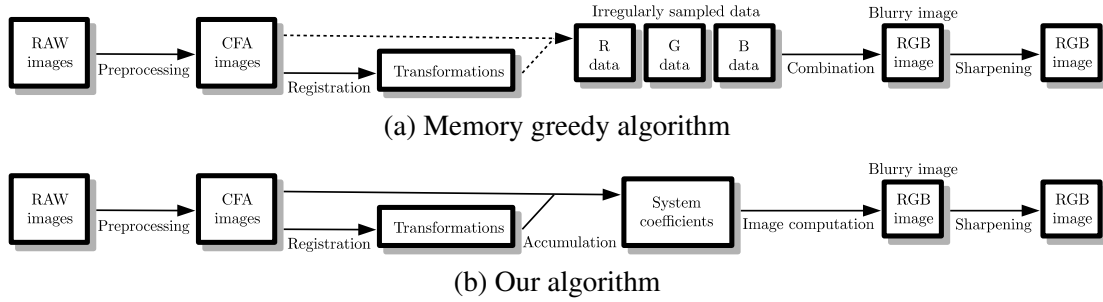 Irregularly sampled data
Blurry image
RAW
images
Preprocessing
CFA
images
Registration
Transformations
R
data
G
data
B
data
Combination
RGB
image
Sharpening
RGB
image
(a) Memory greedy algorithm
Blurry image
RAW
images
Preprocessing
CFA
images
Registration
Transformations
Accumulation
System
coefficients
Image computation
RGB
image
Sharpening
RGB
image
(b) Our algorithm